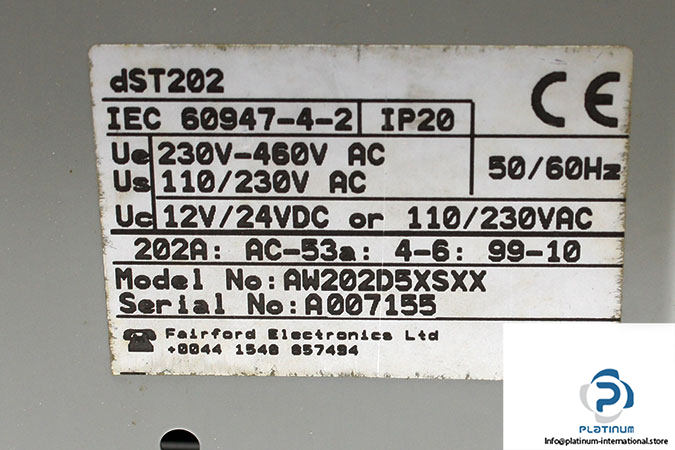 dST202
CE
IEC 60947-4-2 IP20
Ue 230V-460V AC
50/60Hz
Us 110/230V AC
Uc 12V/24VDC or 110/230VAC
202A: AC-53a: 4-6: 99-10
Model No:AW202D5XSXX
Serial No:A007155
Fairford Electronics Ltd
+0044 1548 857494
PLATINUM
Info@platinum-international.store